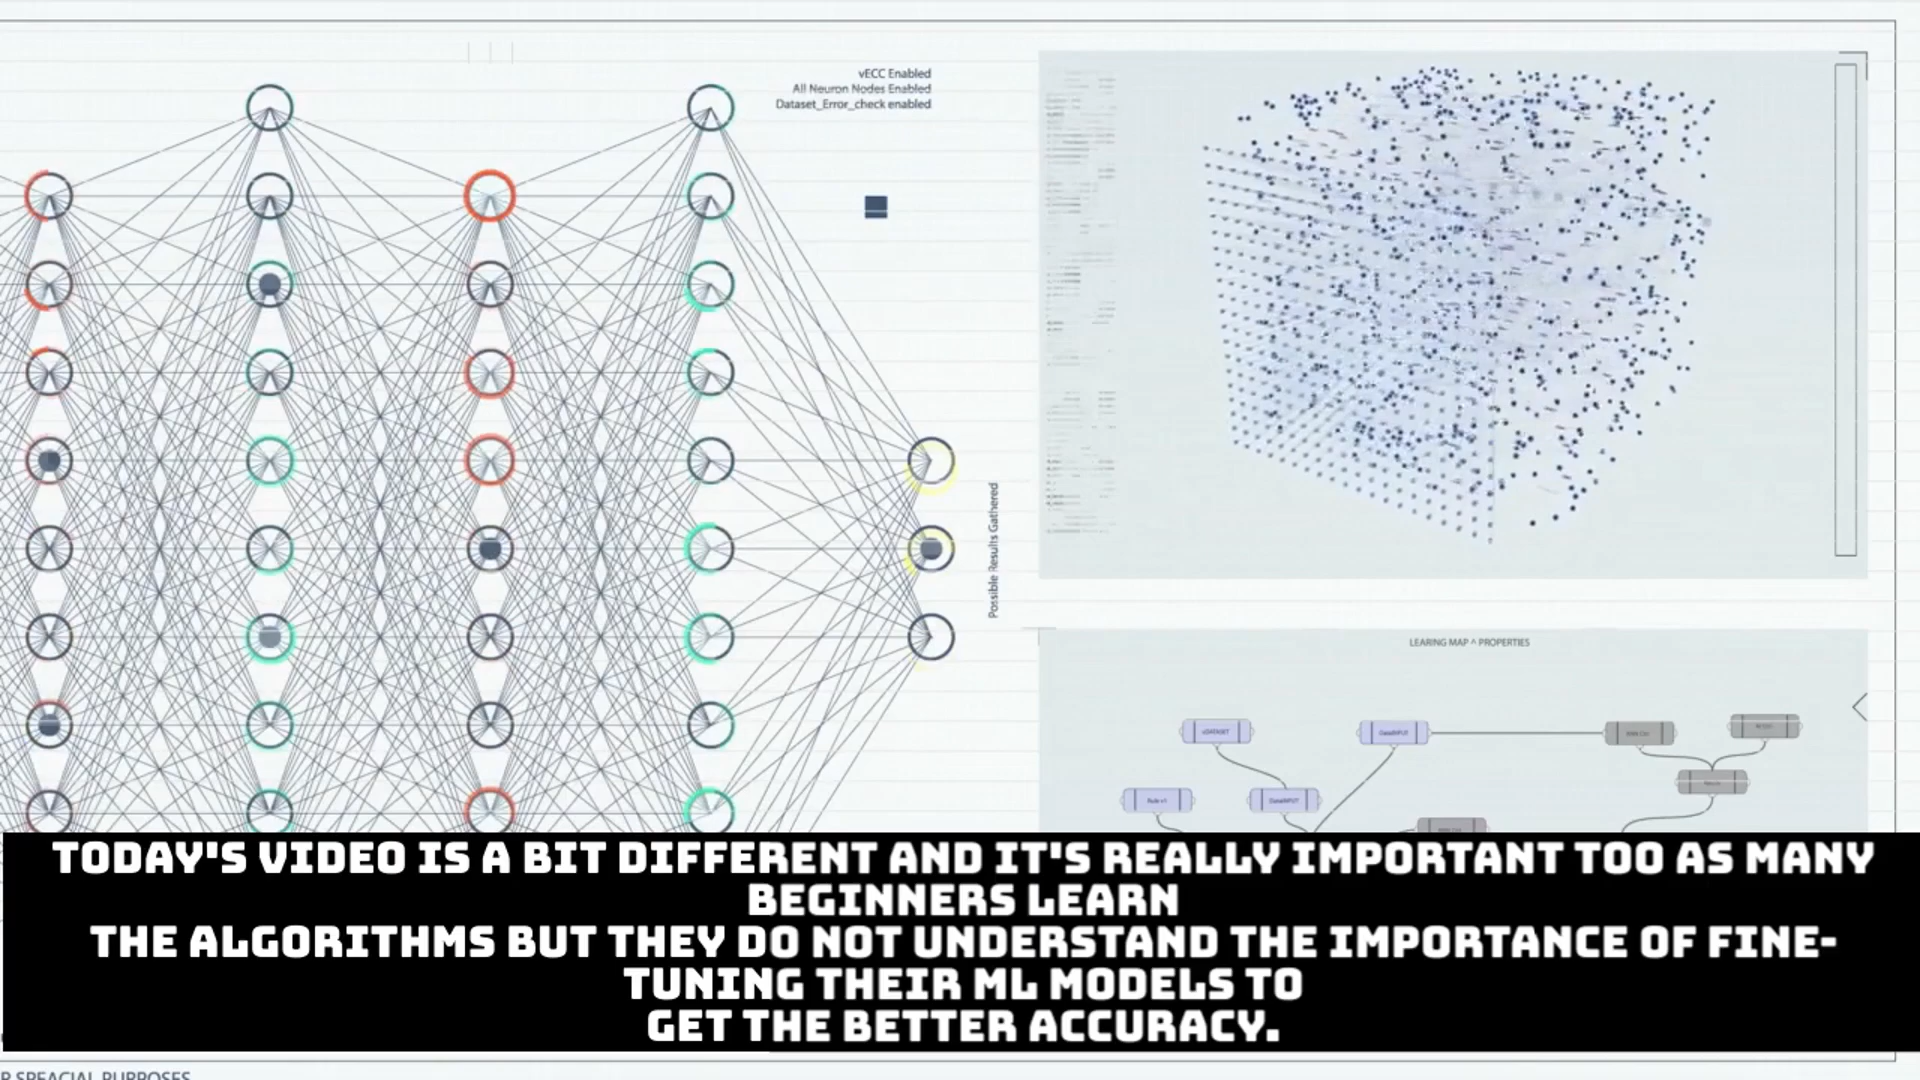 vECC Enabled
All Neuron Nodes Enabled
Dataset_Error_check enabled
Possible Results Gathered
LEARING MAP ^ PROPERTIES
DataINPUT
DataINPUT
TODAY'S VIDEO IS A BIT DIFFERENT AND IT'S REALLY IMPORTANT TOO AS MANY
BEGINNERS LEARN
THE ALGORITHMS BUT THEY DO NOT UNDERSTAND THE IMPORTANCE OF FINE-
TUNING THEIR ML MODELS TO
GET THE BETTER ACCURACY.
SPEACIAL PURPOSES